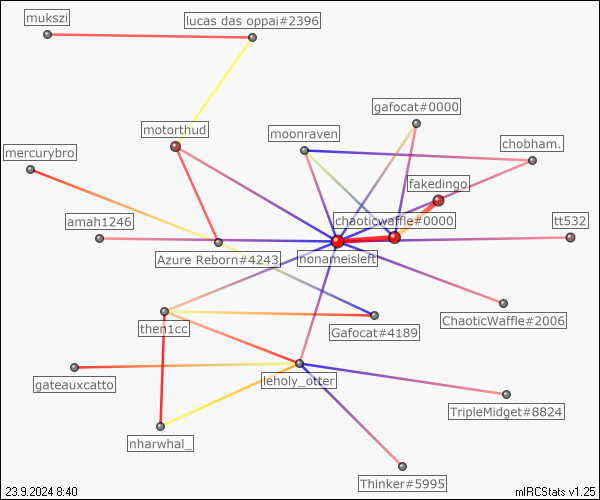 mukszi
lucas das oppai#2396
gafocat#0000
motorthud
moonraven
chobham.
mercurybro
fakedingo
amah1246
chaoticwaffle#0000
tt532
Azure Reborn#4243
nonameisleft
ChaoticWaffle#2006
then1cc
Gafocat#4189
gateauxcatto
leholy_otter
TripleMidget#8824
nharwhal_
Thinker#5995
23.9.2024 8:40
mIRCStats v1.25